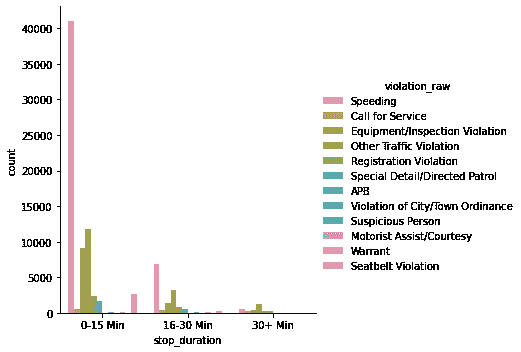 40000
35000
30000
25000
20000
15000
10000
5000
0
count
0-15 Min
16-30 Min
30+ Min
stop_duration
violation_raw
Speeding
Call for Service
Equipment/Inspection Violation
Other Traffic Violation
Registration Violation
Special Detail/Directed Patrol
APB
Violation of City/Town Ordinance
Suspicious Person
Motorist Assist/Courtesy
Warrant
Seatbelt Violation